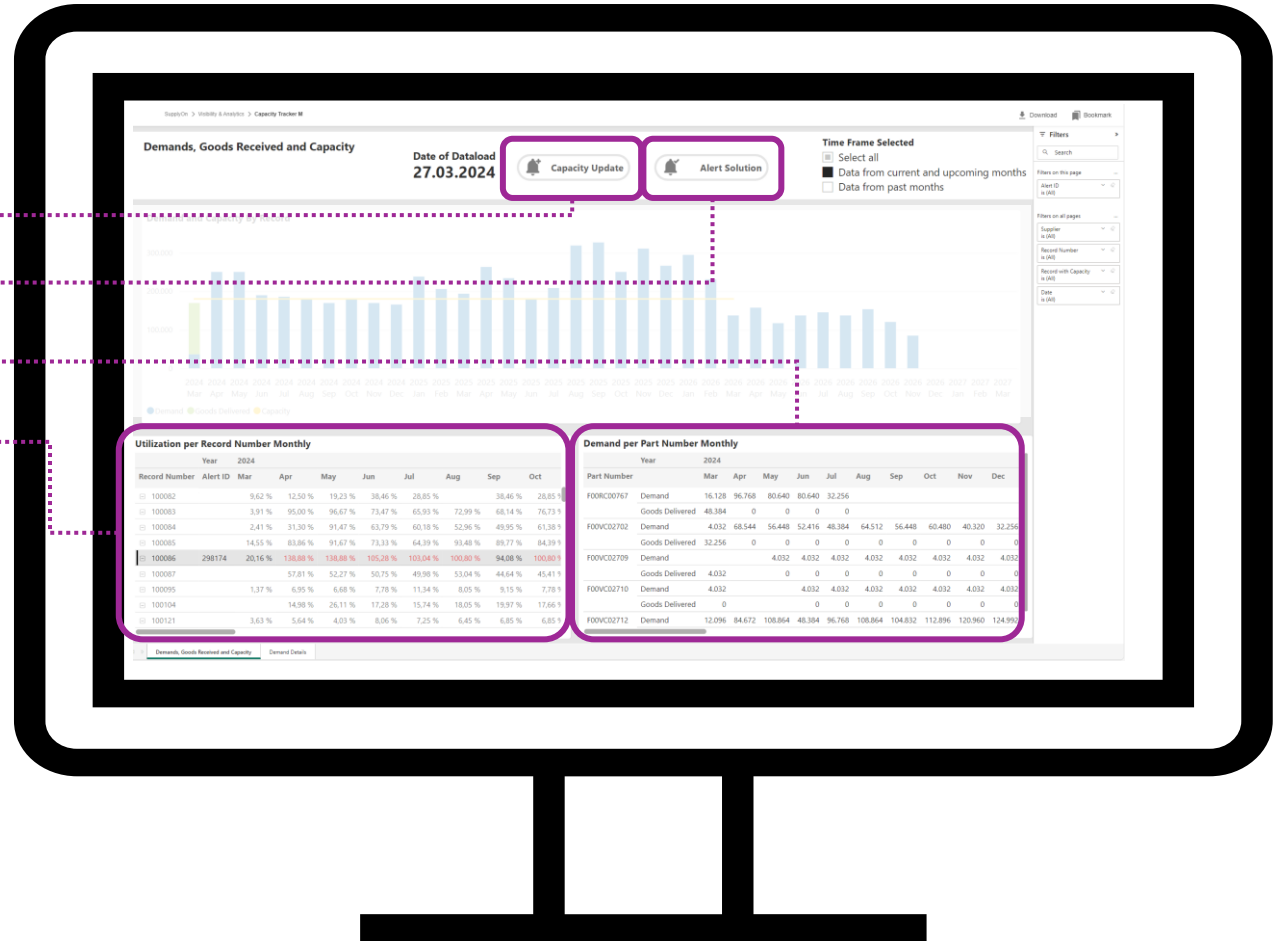 SupplyOn > Visibility & Analytics > Capacity Tracker M
Download Bookmark
Demands, Goods Received and Capacity
Date of Dataload
27.03.2024
Capacity Update
Alert Solution
Time Frame Selected
Select all
Data from current and upcoming months
Data from past months
Filters
Search
Filters on this page
Alert ID
is (All)
Filters on all pages
Supplier
is (All)
Record Number
is (All)
Record with Capacity
is (All)
Date
is (All)
Demand and Capacity by Record
Demand Goods Delivered Capacity
Utilization per Record Number Monthly
Year 2024
Record Number Alert ID Mar Apr May Jun Jul Aug Sep Oct
100082 9,62 % 12,50 % 19,23 % 38,46 % 28,85 % 38,46 % 28,85 %
100083 3,91 % 95,00 % 96,67 % 73,47 % 65,93 % 72,99 % 68,14 % 76,73 %
100084 2,41 % 31,30 % 91,47 % 63,79 % 60,18 % 52,96 % 49,95 % 61,38 %
100085 14,55 % 83,86 % 91,67 % 73,33 % 64,39 % 93,48 % 89,77 % 84,39 %
100086 298174 20,16 % 138,88 % 138,88 % 105,28 % 103,04 % 100,80 % 94,08 % 100,80 %
100087 57,81 % 52,27 % 50,75 % 49,98 % 53,04 % 44,64 % 45,41 %
100095 1,37 % 6,95 % 6,68 % 7,78 % 11,34 % 8,05 % 9,15 % 7,78 %
100104 14,98 % 26,11 % 17,28 % 15,74 % 18,05 % 19,97 % 17,66 %
100121 3,63 % 5,64 % 4,03 % 8,06 % 7,25 % 6,45 % 6,85 % 6,85 %
Demand per Part Number Monthly
Year 2024
Part Number Mar Apr May Jun Jul Aug Sep Oct Nov Dec
F00RC00767 Demand 16.128 96.768 80.640 80.640 32.256
Goods Delivered 48.384 0 0 0 0
F00VC02702 Demand 4.032 68.544 56.448 52.416 48.384 64.512 56.448 60.480 40.320 32.256
Goods Delivered 32.256 0 0 0 0 0 0 0 0 0
F00VC02709 Demand 4.032 4.032 4.032 4.032 4.032 4.032 4.032 4.032
Goods Delivered 4.032 0 0 0 0 0 0 0 0
F00VC02710 Demand 4.032 4.032 4.032 4.032 4.032 4.032 4.032 4.032
Goods Delivered 0 0 0 0 0 0 0 0
F00VC02712 Demand 12.096 84.672 108.864 48.384 96.768 108.864 104.832 112.896 120.960 124.992
Demands, Goods Received and Capacity Demand Details